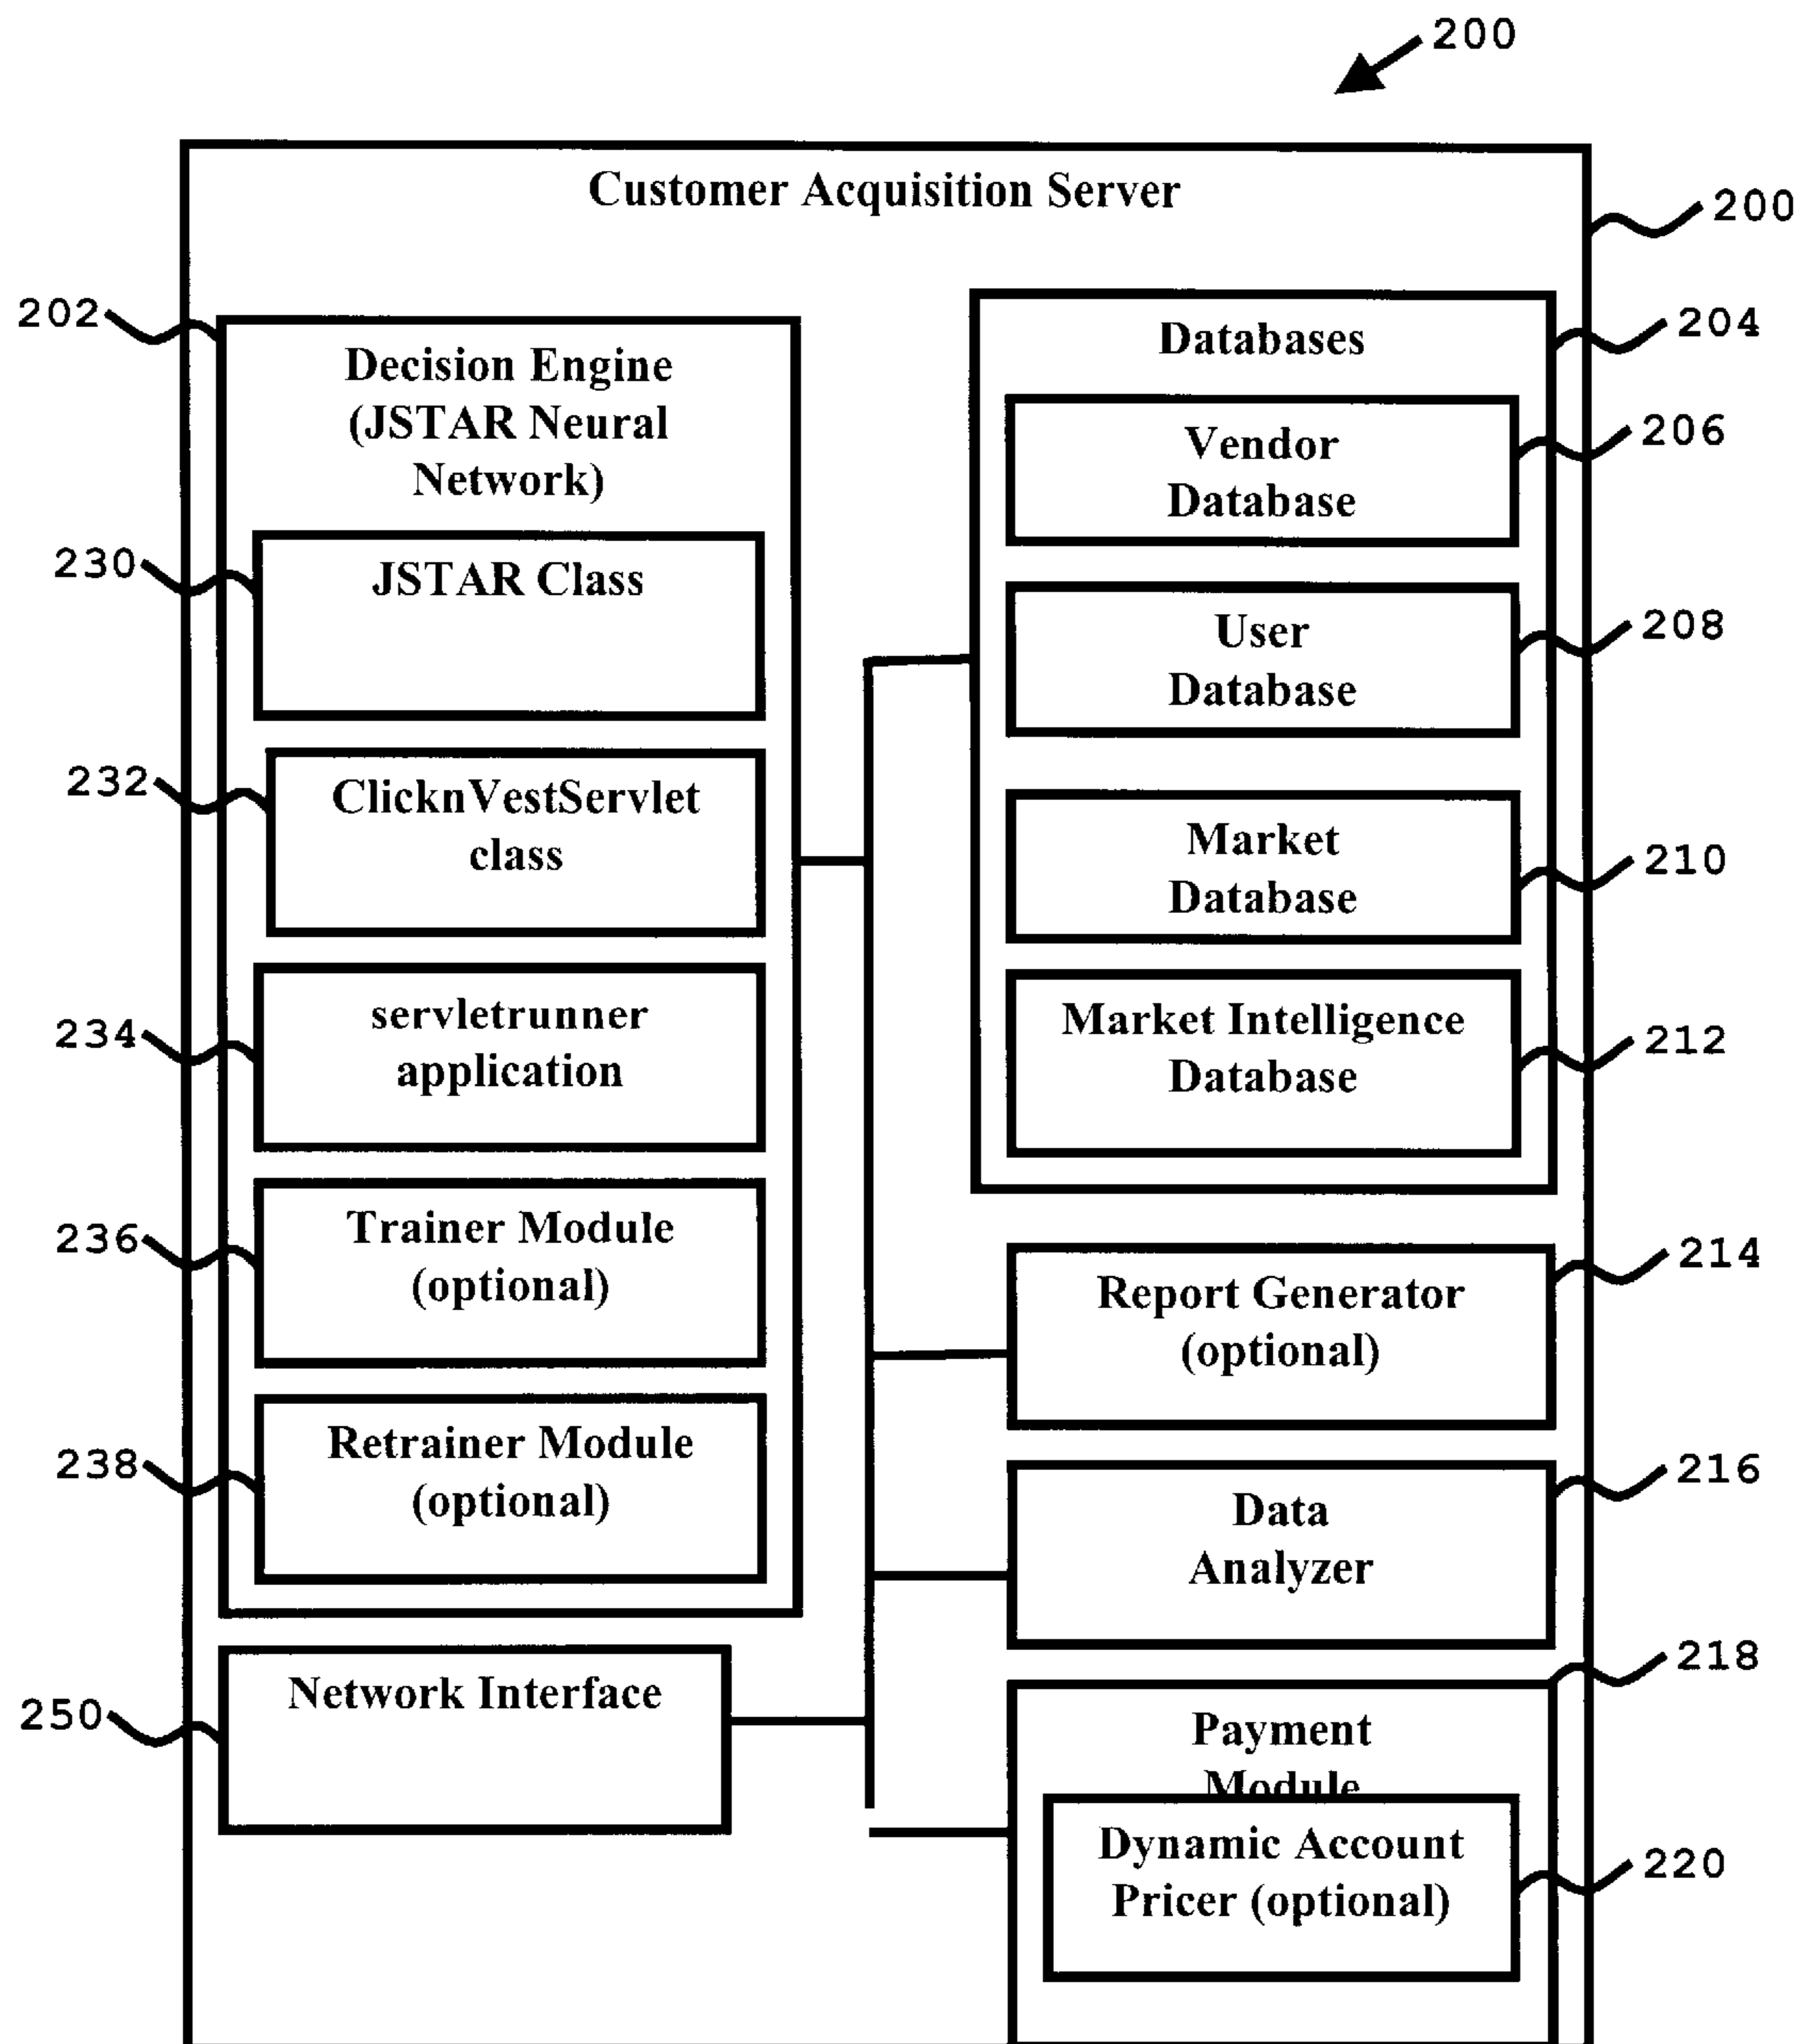 200
Customer Acquisition Server
200
202
Decision Engine
(JSTAR Neural
Network)
230
JSTAR Class
232
ClicknVestServlet
class
234
servletrunner
application
236
Trainer Module
(optional)
238
Retrainer Module
(optional)
250
Network Interface
204
Databases
206
Vendor
Database
208
User
Database
210
Market
Database
212
Market Intelligence
Database
214
Report Generator
(optional)
216
Data
Analyzer
218
Payment
Module
220
Dynamic Account
Pricer (optional)